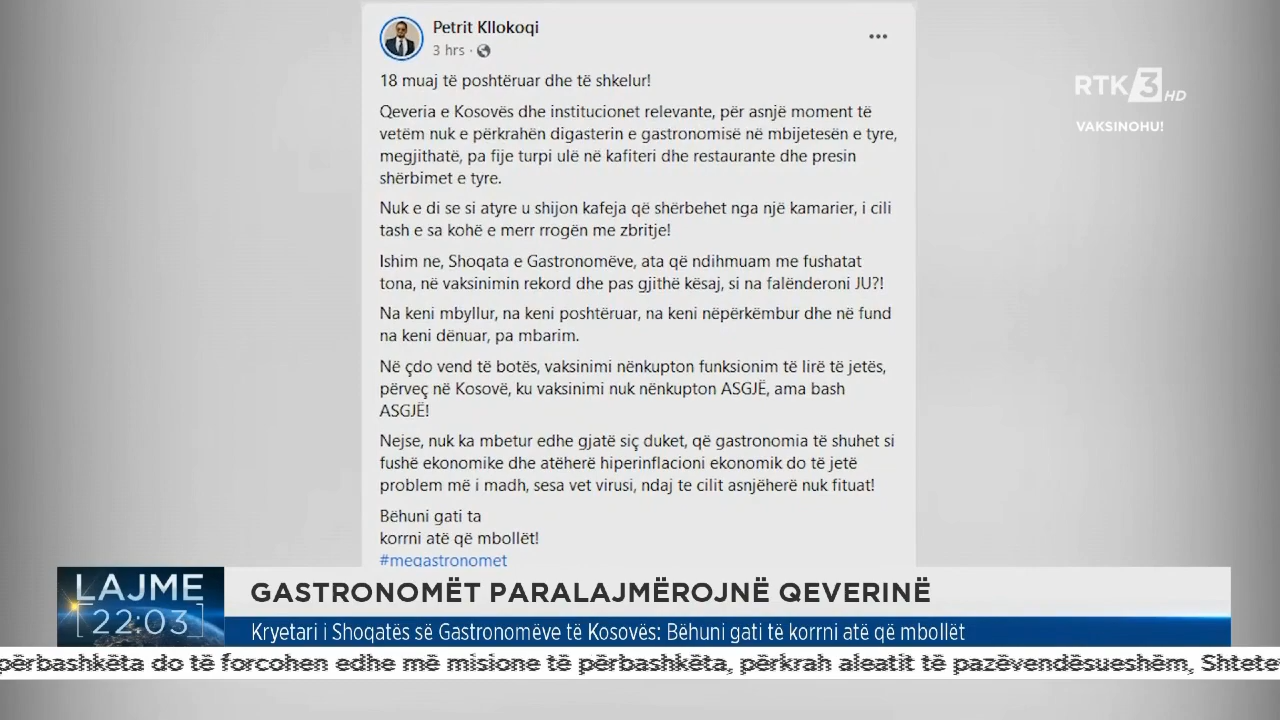 Petrit Kllokoqi
3 hrs ·
18 muaj të poshtëruar dhe të shkelur!
Qeveria e Kosovës dhe institucionet relevante, për asnjë moment të
vetëm nuk e përkrahën digasterin e gastronomisë në mbijetesën e tyre,
megjithatë, pa fije turpi ulë në kafiteri dhe restaurante dhe presin
shërbimet e tyre.
Nuk e di se si atyre u shijon kafeja që shërbehet nga një kamarier, i cili
tash e sa kohë e merr rrogën me zbritje!
Ishim ne, Shoqata e Gastronomëve, ata që ndihmuam me fushatat
tona, në vaksinimin rekord dhe pas gjithë kësaj, si na falënderoni JU?!
Na keni mbyllur, na keni poshtëruar, na keni nëpërkëmbur dhe në fund
na keni dënuar, pa mbarim.
Në çdo vend të botës, vaksinimi nënkupton funksionim të lirë të jetës,
përveç në Kosovë, ku vaksinimi nuk nënkupton ASGJË, ama bash
ASGJË!
Nejse, nuk ka mbetur edhe gjatë siç duket, që gastronomia të shuhet si
fushë ekonomike dhe atëherë hiperinflacioni ekonomik do të jetë
problem më i madh, sesa vet virusi, ndaj te cilit asnjëherë nuk fituat!
Bëhuni gati ta
korrni atë që mbollët!
#megastronomet
RTK 3 HD
VAKSINOHU!
LAJME
22:03
GASTRONOMËT PARALAJMËROJNË QEVERINË
Kryetari i Shoqatës së Gastronomëve të Kosovës: Bëhuni gati të korrni atë që mbollët
përbashkëta do të forcohen edhe më misione të përbashkëta, përkrah aleatit të pazëvendësueshëm, Shtete